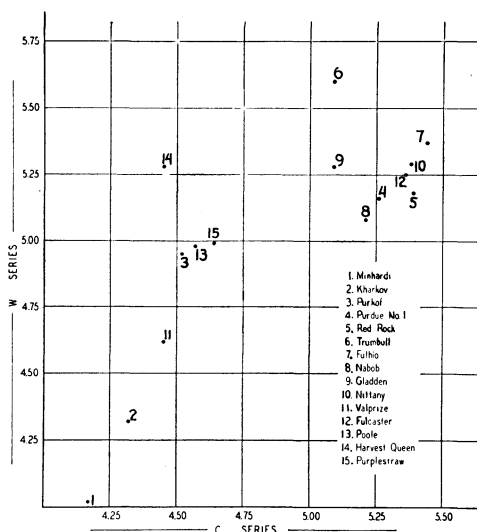 5.75
6
5.50
7
14
9
10
5.25
12
4
5
8
15
5.00
3
13
W SERIES
1. Minhardi
2. Kharkov
3. Purkof
4. Purdue No.1
5. Red Rock
6. Trumbull
7. Fulhio
8. Nabob
9. Gladden
10. Nittany
11. Valprize
12. Fulcaster
13. Poole
14. Harvest Queen
15. Purplestraw
4.75
11
4.50
2
4.25
1
4.25 4.50 4.75 5.00 5.25 5.50
C SERIES